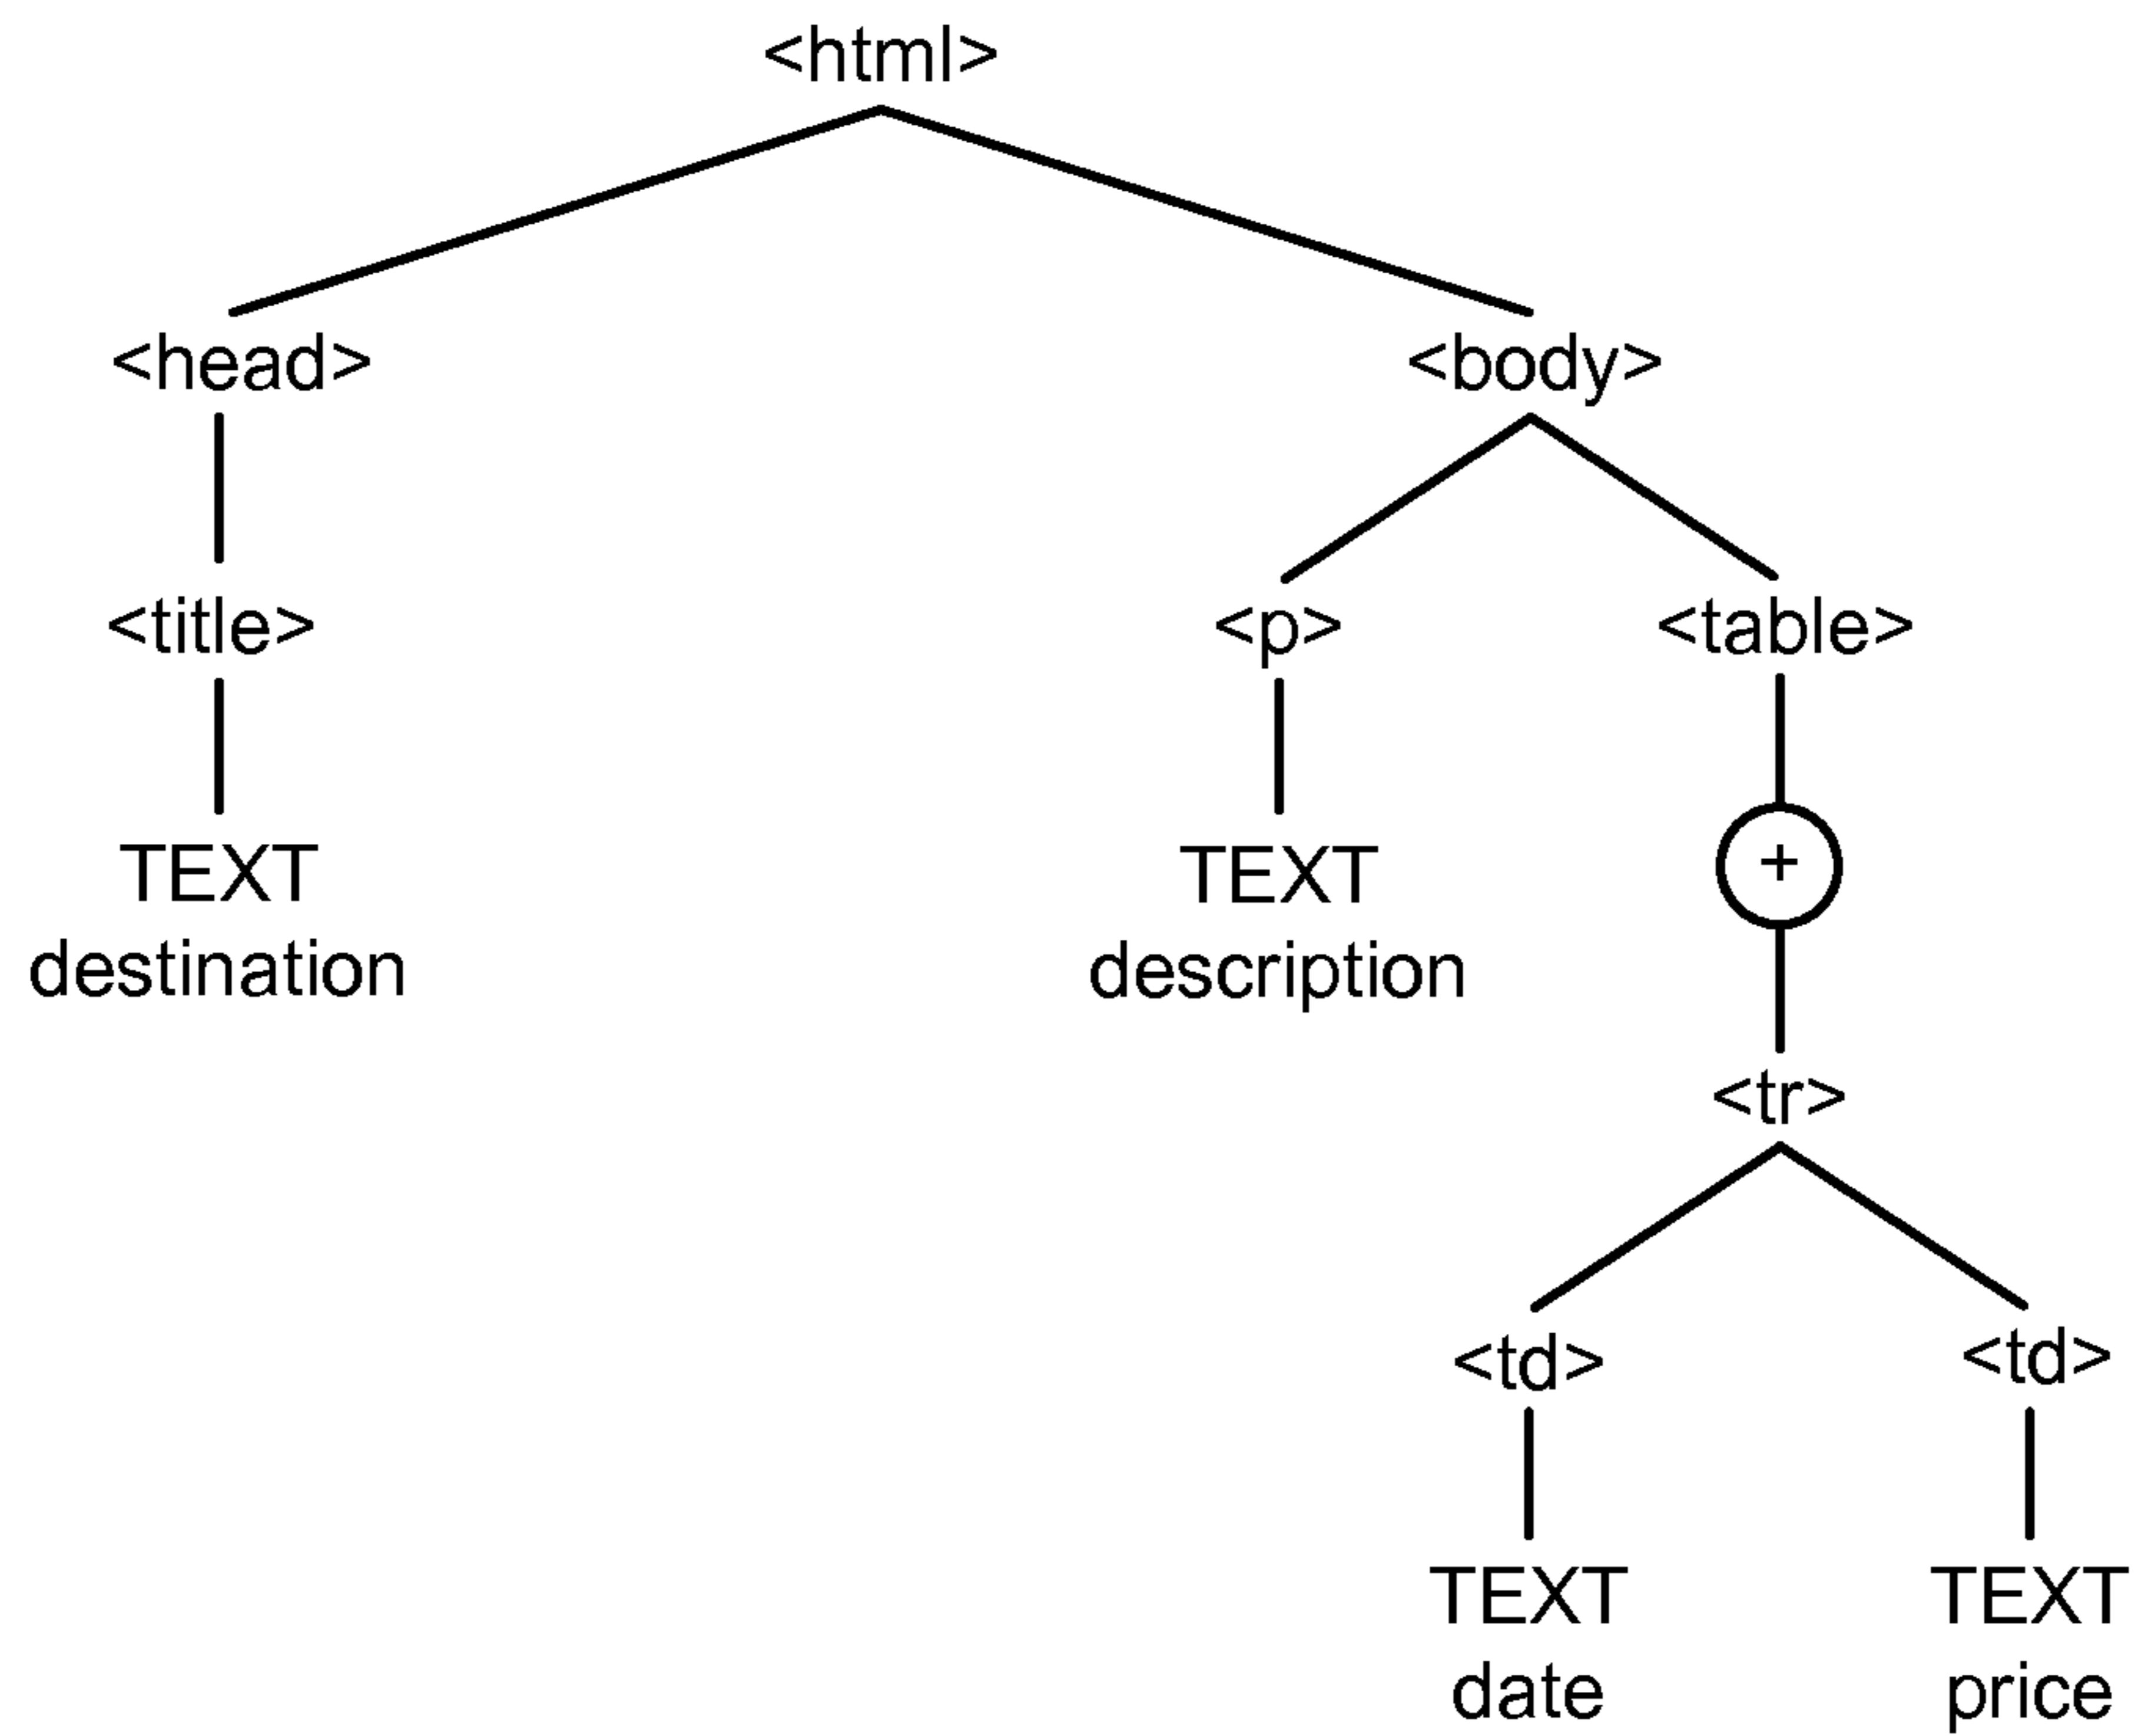 <html>
<head>
<body>
<title>
<p>
<table>
TEXT
destination
TEXT
description
+
<tr>
<td>
<td>
TEXT
date
TEXT
price